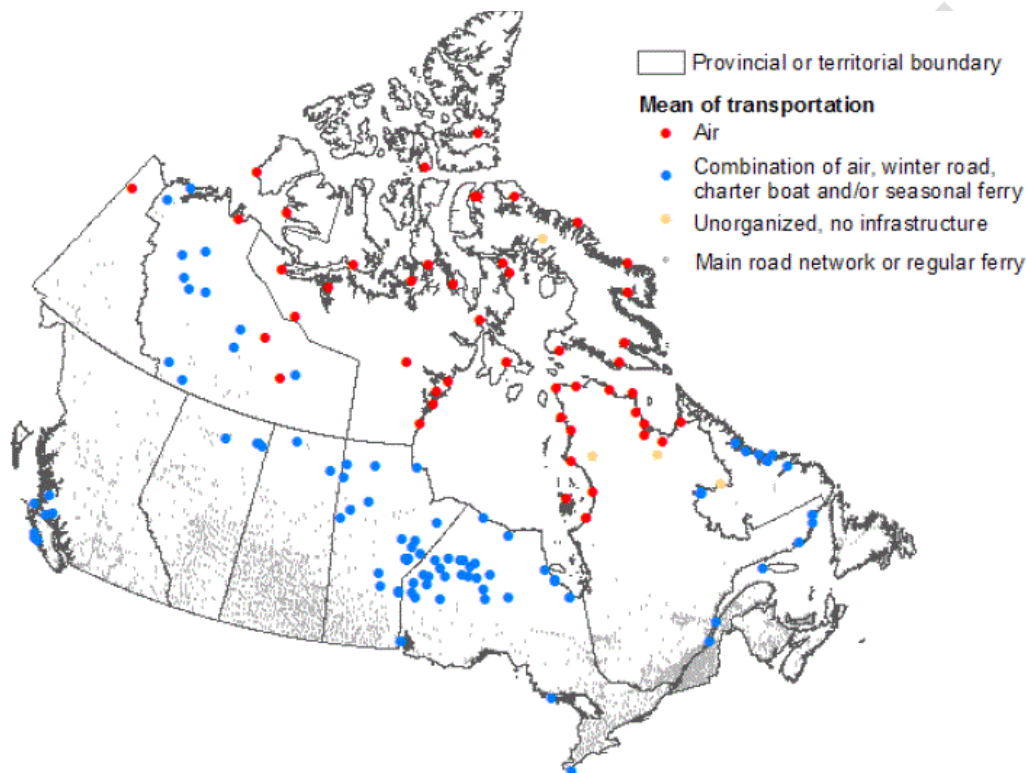 Provincial or territorial boundary
Mean of transportation
Air
Combination of air, winter road,
charter boat and/or seasonal ferry
Unorganized, no infrastructure
Main road network or regular ferry